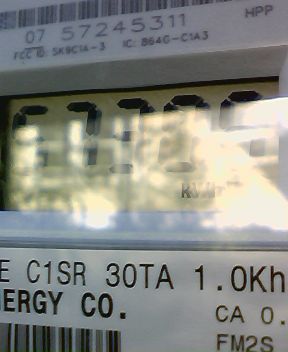 HPP
07 57245311
FCC ID: SK9C1A-3 IC: 864G-C1A3
E C1SR 30TA 1.0Kh
ERGY CO.
CA 0.
FM2S